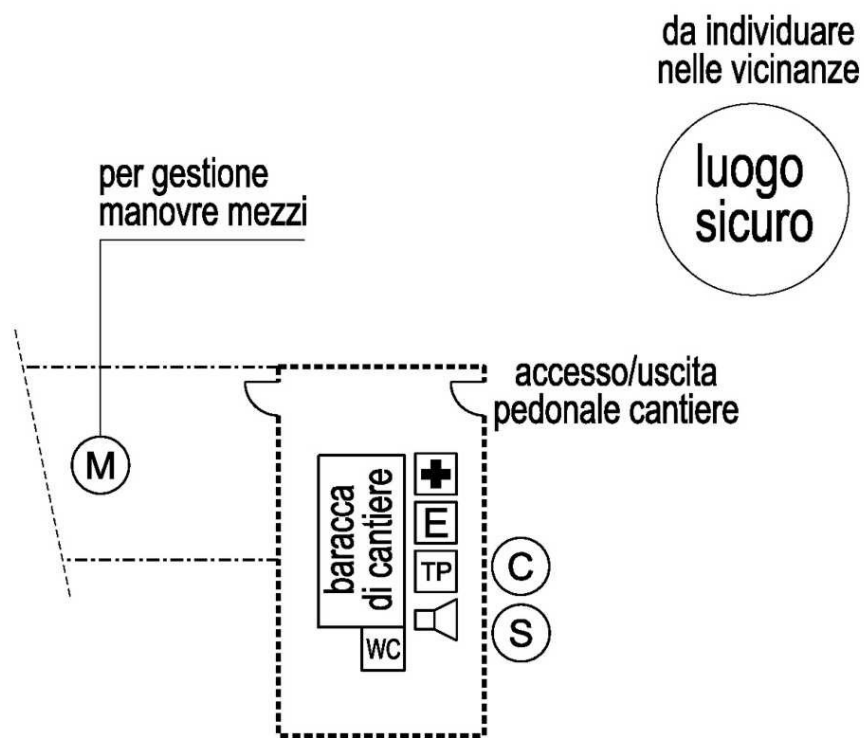 da individuare
nelle vicinanze
luogo
sicuro
per gestione
manovre mezzi
accesso/uscita
pedonale cantiere
M
baracca
di cantiere
E
TP
WC
C
S